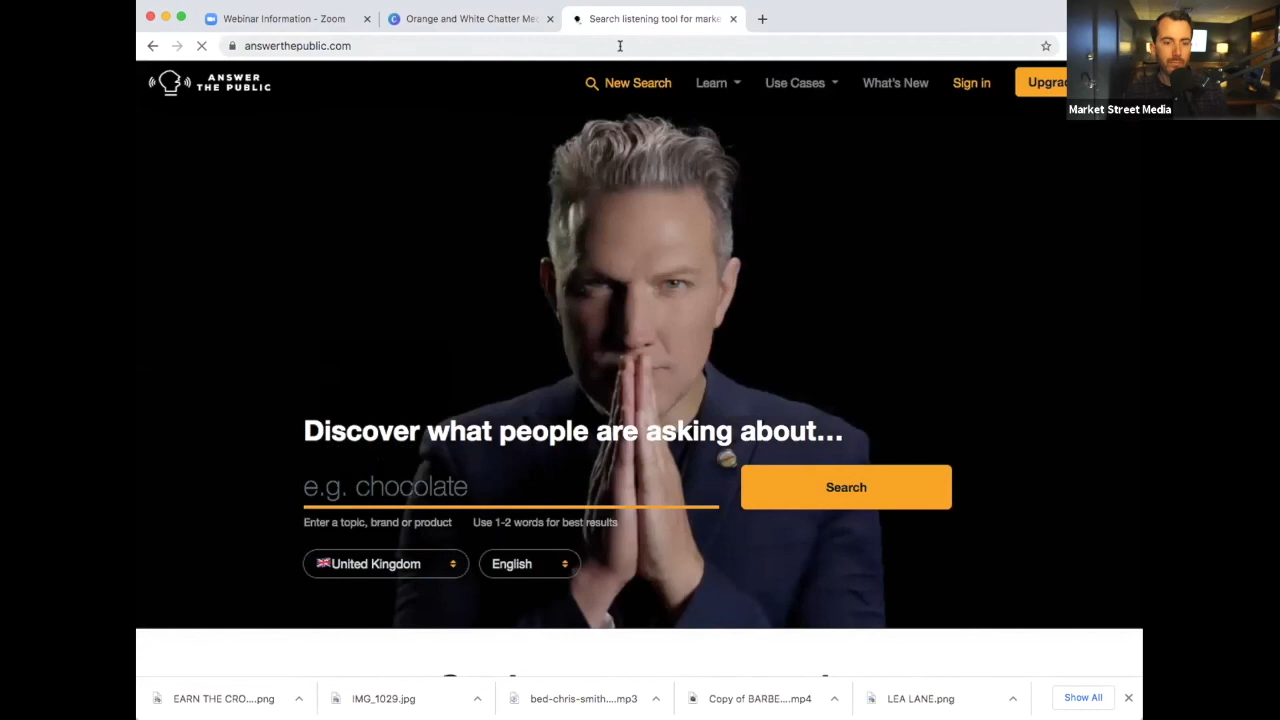 Webinar Information - Zoom
Orange and White Chatter Me
Search listening tool for marke
answerthepublic.com
ANSWER
THE PUBLIC
New Search
Learn
Use Cases
What's New
Sign in
Upgra
Market Street Media
Discover what people are asking about...
e.g. chocolate
Search
Enter a topic, brand or product
Use 1-2 words for best results
United Kingdom
English
EARN THE CRO....png
IMG_1029.jpg
bed-chris-smith....mp3
Copy of BARBE....mp4
LEA LANE.png
Show All